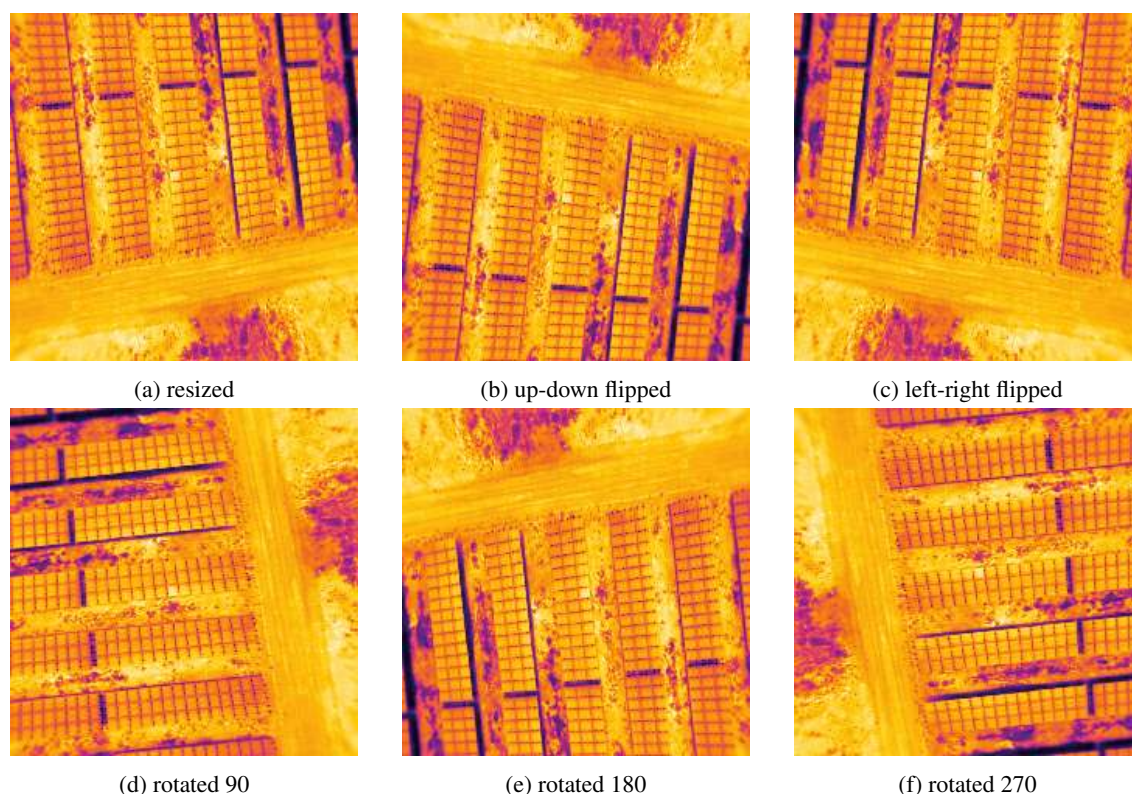 (a) resized
(b) up-down flipped
(c) left-right flipped
(d) rotated 90
(e) rotated 180
(f) rotated 270